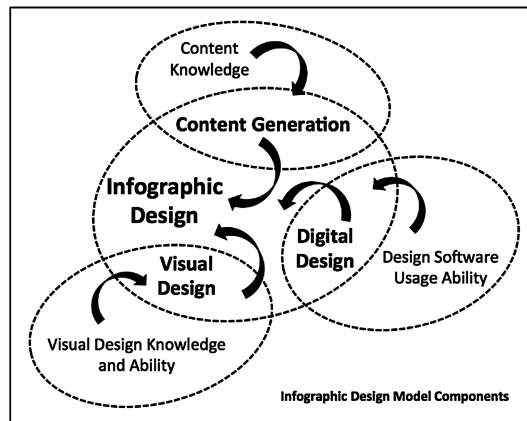 Content
Knowledge
Content Generation
Infographic
Design
Digital
Design
Design Software
Usage Ability
Visual
Design
Visual Design Knowledge
and Ability
Infographic Design Model Components